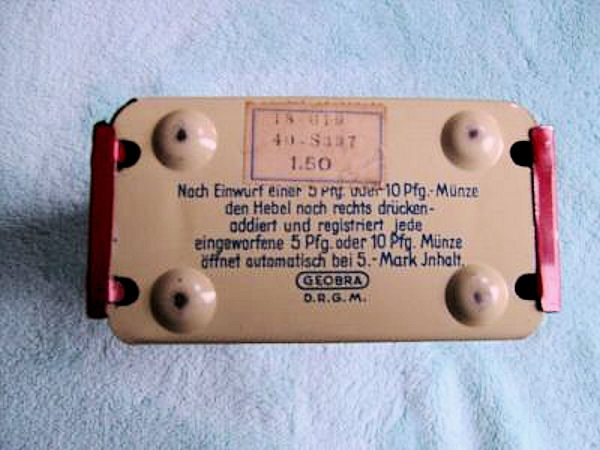 18-819
40-S337
1.50
Nach Einwurf einer 5 Pfg. oder 10 Pfg.-Münze
den Hebel nach rechts drücken-
addiert und registriert jede
eingeworfene 5 Pfg. oder 10 Pfg. Münze
öffnet automatisch bei 5.-Mark Jnhalt.
GEOBRA
D.R.G.M.